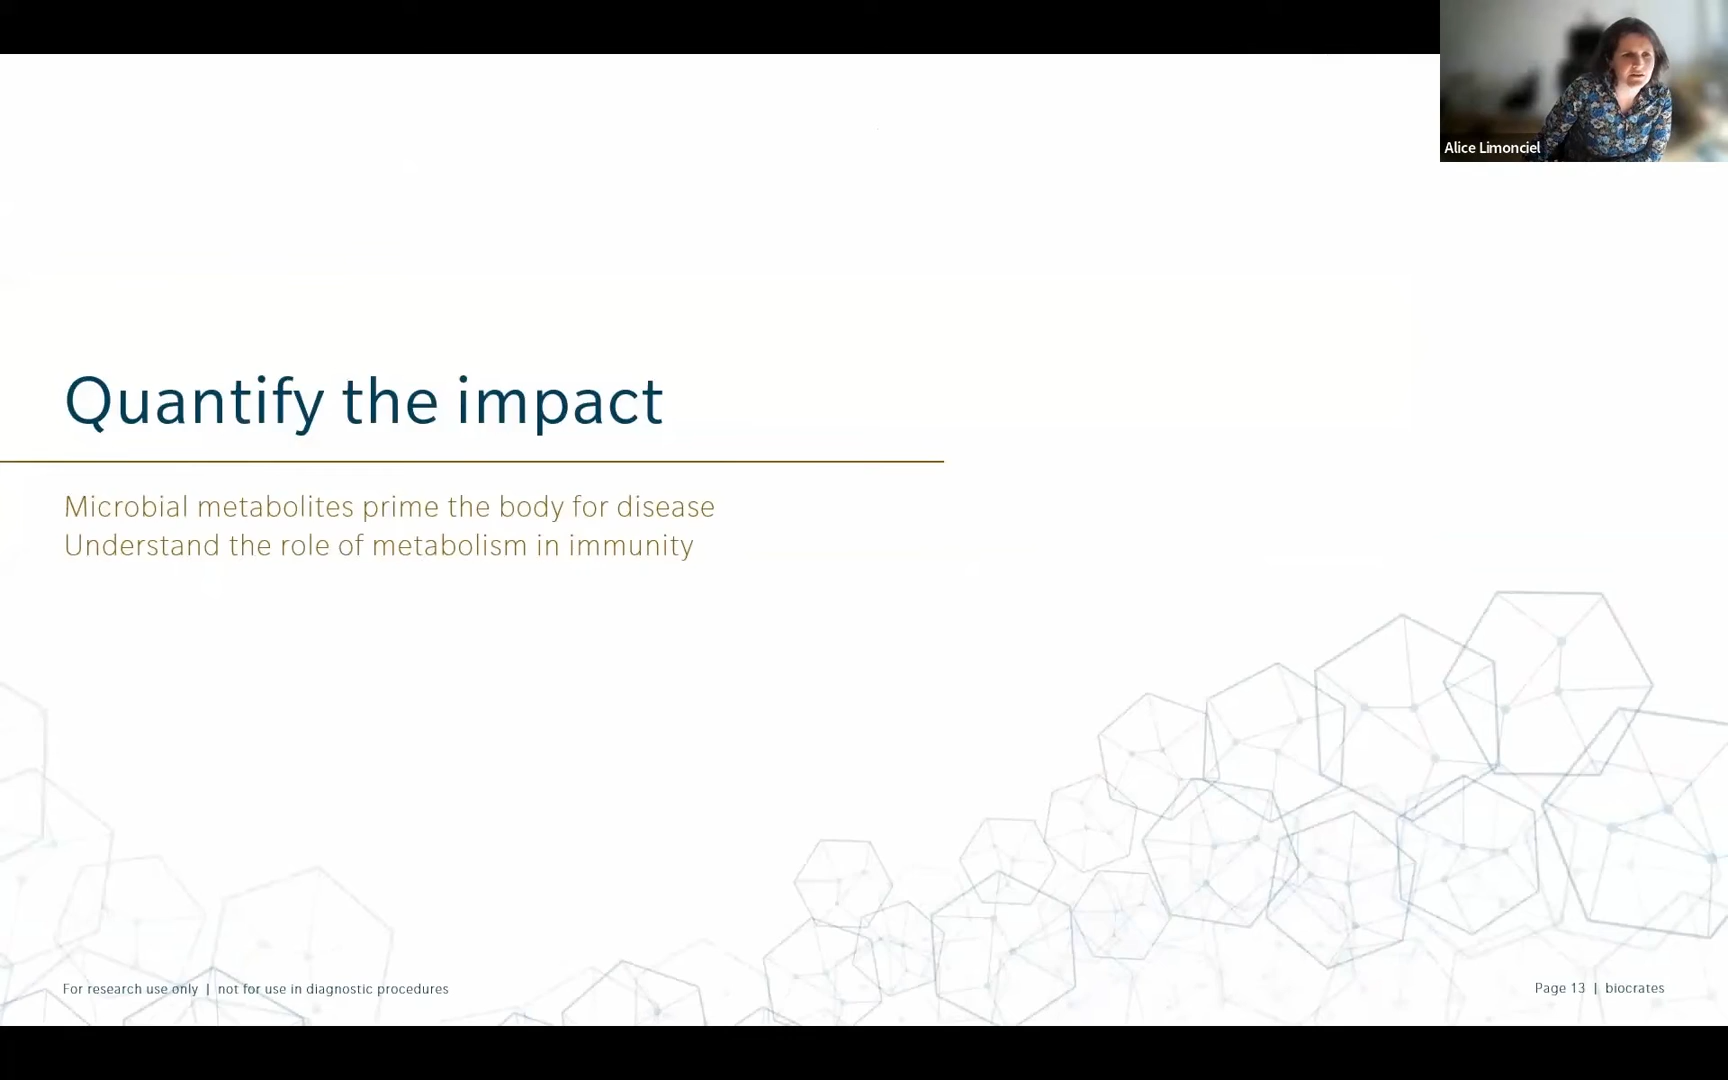 Alice Limonciel
Quantify the impact
Microbial metabolites prime the body for disease
Understand the role of metabolism in immunity
For research use only | not for use in diagnostic procedures
Page 13 | biocrates